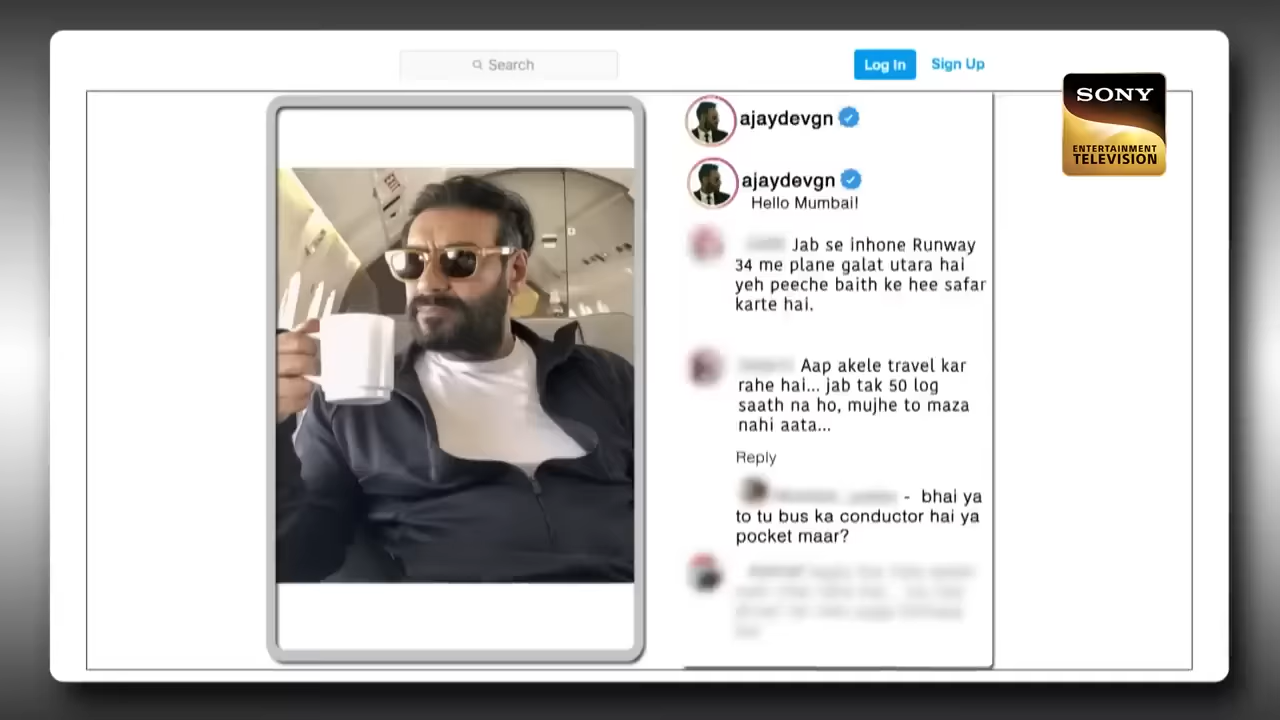 Search
Log In
Sign Up
SONY
ENTERTAINMENT
TELEVISION
EXIT
ajaydevgn
ajaydevgn
Hello Mumbai!
Jab se inhone Runway
34 me plane galat utara hai
yeh peeche baith ke hee safar
karte hai.
Aap akele travel kar
rahe hai... jab tak 50 log
saath na ho, mujhe to maza
nahi aata...
Reply
- bhai ya
to tu bus ka conductor hai ya
pocket maar?